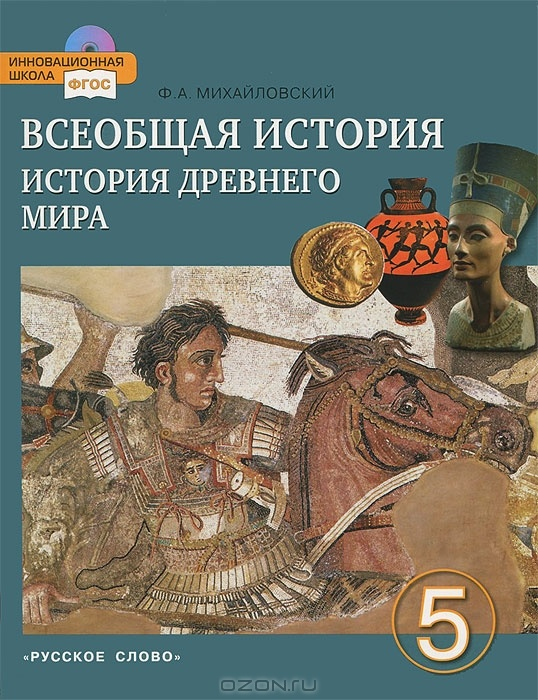 ИННОВАЦИОННАЯ
ШКОЛА
ФГОС
Ф.А. МИХАЙЛОВСКИЙ
ВСЕОБЩАЯ ИСТОРИЯ
ИСТОРИЯ ДРЕВНЕГО
МИРА
5
«РУССКОЕ СЛОВО»
OZON.RU